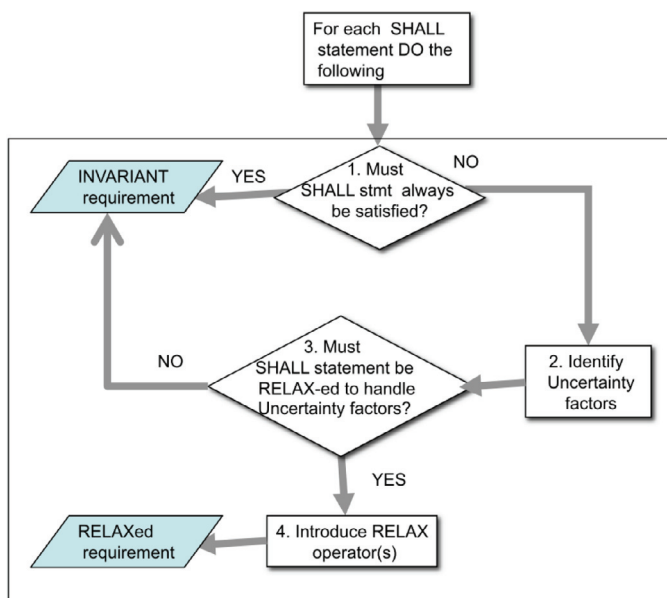 For each SHALL
statement DO the
following
INVARIANT
requirement
YES
1. Must
SHALL stmt always
be satisfied?
NO
3. Must
SHALL statement be
RELAX-ed to handle
Uncertainty factors?
NO
2. Identify
Uncertainty
factors
YES
RELAXed
requirement
4. Introduce RELAX
operator(s)